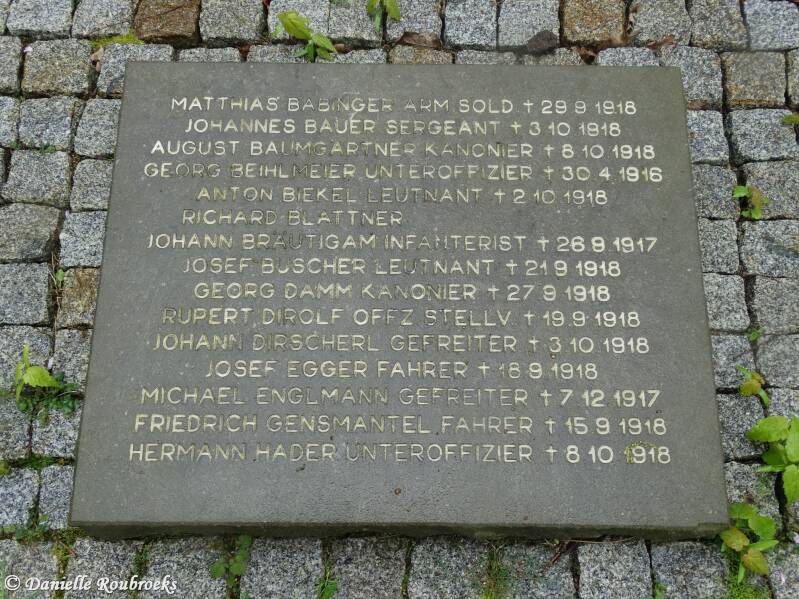 MATTHIAS BABINGER ARM SOLD † 29 9 1918
JOHANNES BAUER SERGEANT † 3 10 1918
AUGUST BAUMGARTNER KANONIER † 8 10 1918
GEORG BEIHLMEIER UNTEROFFIZIER † 30 4 1916
ANTON BIEKEL LEUTNANT † 2 10 1918
RICHARD BLATTNER
JOHANN BRÄUTIGAM INFANTERIST † 26 9 1917
JOSEF BÜSCHER LEUTNANT † 21 9 1918
GEORG DAMM KANONIER † 27 9 1918
RUPERT DIROLF OFFZ STELLV † 19 9 1918
JOHANN DIRSCHERL GEFREITER † 3 10 1918
JOSEF EGGER FAHRER † 18 9 1918
MICHAEL ENGLMANN GEFREITER † 7 12 1917
FRIEDRICH GENSMANTEL FAHRER † 15 9 1918
HERMANN HADER UNTEROFFIZIER † 8 10 1918
© Danielle Roubroeks